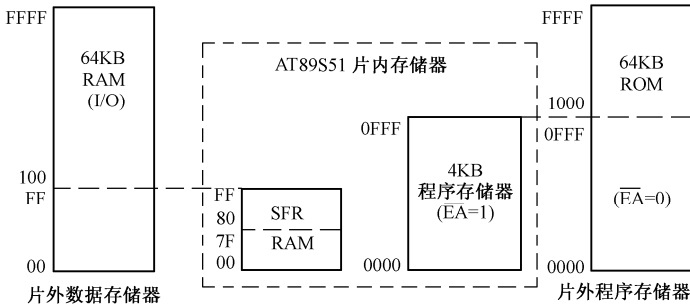 FFFF
64KB
RAM
(I/O)
100
FF
00
片外数据存储器
AT89S51 片内存储器
FF
80
7F
00
SFR
RAM
0FFF
0000
4KB
程序存储器
(EA=1)
FFFF
64KB
ROM
1000
0FFF
(EA=0)
0000
片外程序存储器